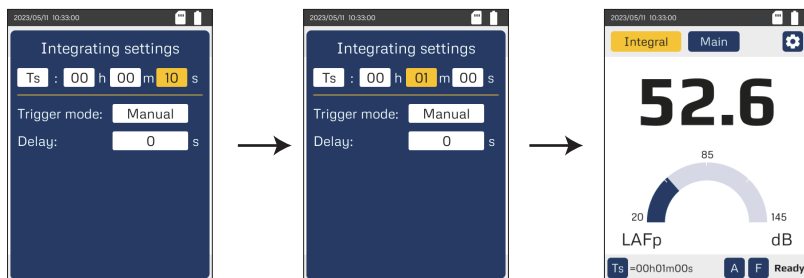 2023/05/11 10:33:00
Integrating settings
Ts : 00 h 00 m 10 s
Trigger mode: Manual
Delay: 0 s
2023/05/11 10:33:00
Integrating settings
Ts : 00 h 01 m 00 s
Trigger mode: Manual
Delay: 0 s
2023/05/11 10:33:00
Integral Main
52.6
85
20 145
LAFp dB
Ts =00h01m00s A F Ready